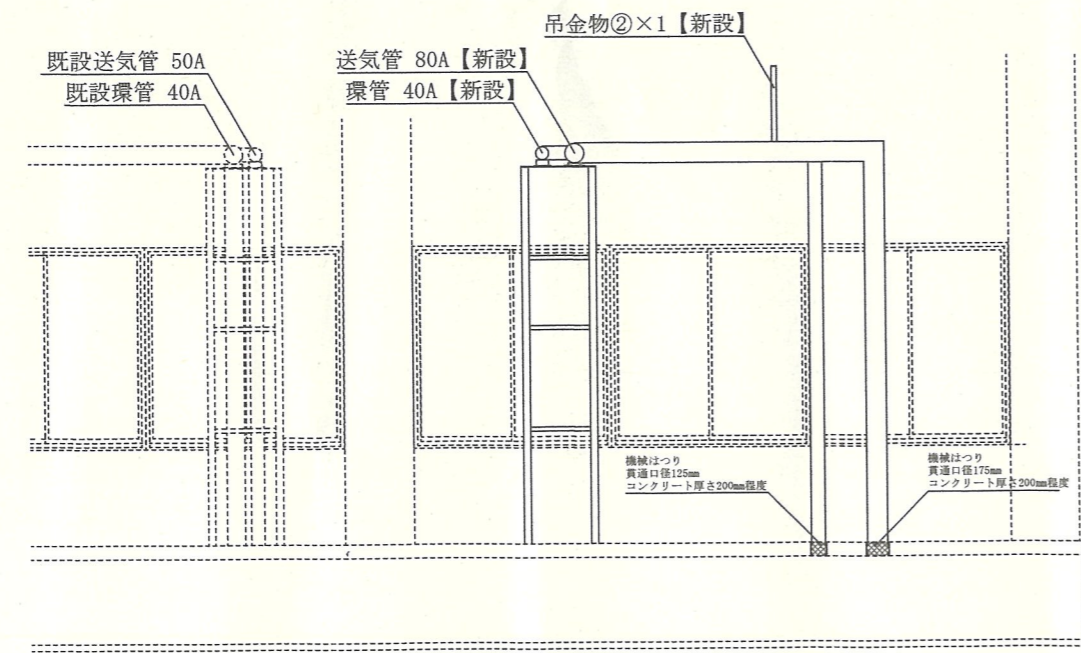 吊金物②×1【新設】
既設送気管 50A
既設環管 40A
送気管 80A【新設】
環管 40A【新設】
機械はつり
貫通口径125mm
コンクリート厚さ200mm程度
機械はつり
貫通口径175mm
コンクリート厚さ200mm程度